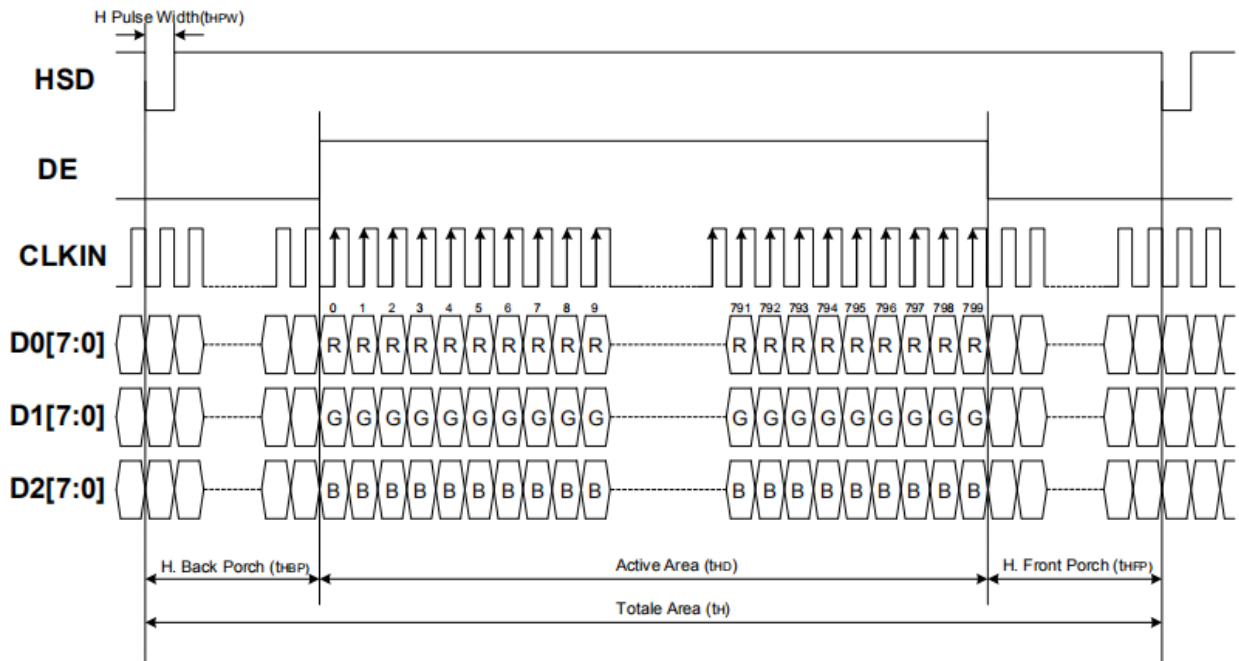 H Pulse Width(tHPW)
HSD
DE
CLKIN
0 1 2 3 4 5 6 7 8 9 791 792 793 794 795 796 797 798 799
D0[7:0] R R R R R R R R R R R R R R R R R R R
D1[7:0] G G G G G G G G G G G G G G G G G G G
D2[7:0] B B B B B B B B B B B B B B B B B B B
H. Back Porch (tHBP) Active Area (tHD) H. Front Porch (tHFP)
Totale Area (tH)